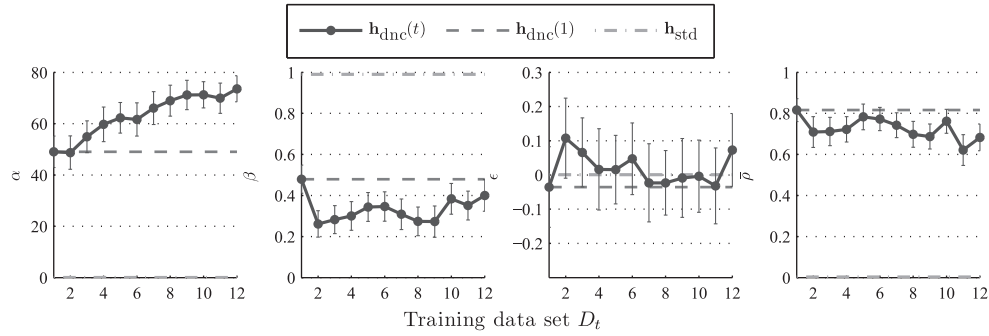 h_dnc(t) h_dnc(1) h_std
80 1 0.3 1
0.2 0.8
60 0.8
0.1 0.6
α 40 β 0.6 ϵ 0 ρ̄
0.4 −0.1 0.4
20 0.2 −0.2 0.2
0 0 0
2 4 6 8 10 12 2 4 6 8 10 12 2 4 6 8 10 12 2 4 6 8 10 12
Training data set D_t